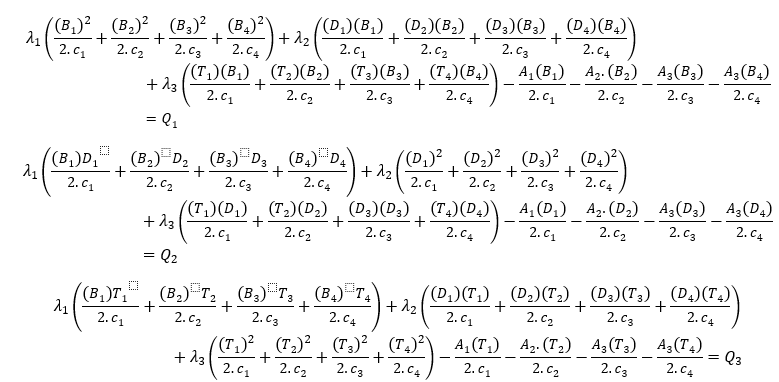 λ₁((B₁)²/2.c₁ + (B₂)²/2.c₂ + (B₃)²/2.c₃ + (B₄)²/2.c₄) + λ₂((D₁)(B₁)/2.c₁ + (D₂)(B₂)/2.c₂ + (D₃)(B₃)/2.c₃ + (D₄)(B₄)/2.c₄)
+ λ₃((T₁)(B₁)/2.c₁ + (T₂)(B₂)/2.c₂ + (T₃)(B₃)/2.c₃ + (T₄)(B₄)/2.c₄) − A₁(B₁)/2.c₁ − A₂.(B₂)/2.c₂ − A₃(B₃)/2.c₃ − A₃(B₄)/2.c₄
= Q₁
λ₁((B₁)D₁^⬚/2.c₁ + (B₂)^⬚D₂/2.c₂ + (B₃)^⬚D₃/2.c₃ + (B₄)^⬚D₄/2.c₄) + λ₂((D₁)²/2.c₁ + (D₂)²/2.c₂ + (D₃)²/2.c₃ + (D₄)²/2.c₄)
+ λ₃((T₁)(D₁)/2.c₁ + (T₂)(D₂)/2.c₂ + (D₃)(D₃)/2.c₃ + (T₄)(D₄)/2.c₄) − A₁(D₁)/2.c₁ − A₂.(D₂)/2.c₂ − A₃(D₃)/2.c₃ − A₃(D₄)/2.c₄
= Q₂
λ₁((B₁)T₁^⬚/2.c₁ + (B₂)^⬚T₂/2.c₂ + (B₃)^⬚T₃/2.c₃ + (B₄)^⬚T₄/2.c₄) + λ₂((D₁)(T₁)/2.c₁ + (D₂)(T₂)/2.c₂ + (D₃)(T₃)/2.c₃ + (D₄)(T₄)/2.c₄)
+ λ₃((T₁)²/2.c₁ + (T₂)²/2.c₂ + (T₃)²/2.c₃ + (T₄)²/2.c₄) − A₁(T₁)/2.c₁ − A₂.(T₂)/2.c₂ − A₃(T₃)/2.c₃ − A₃(T₄)/2.c₄ = Q₃